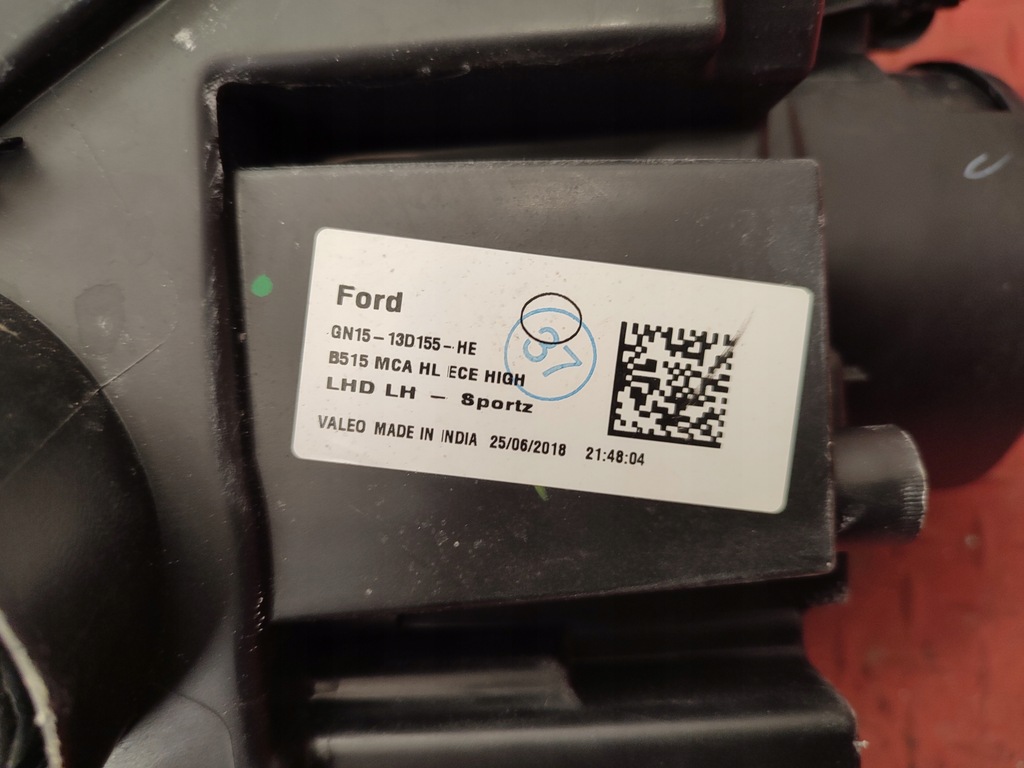 Ford
GN15-13D155-HE
B515 MCA HL ECE HIGH
LHD LH - Sportz
VALEO MADE IN INDIA 25/06/2018 21:48:04
37